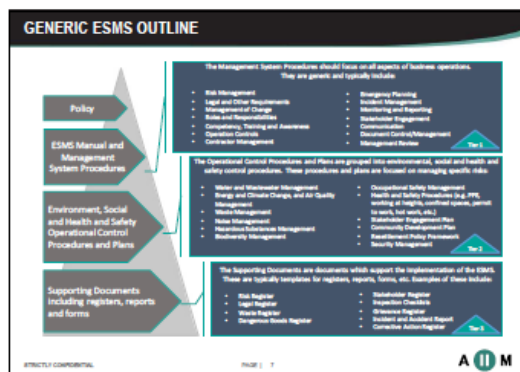 GENERIC ESMS OUTLINE
Policy
ESMS Manual and
Management
System Procedures
Environment, Social
and Health and Safety
Operational Control
Procedures and Plans
Supporting Documents
including registers, reports
and forms
The Management System Procedures should focus on all aspects of business operations.
They are generic and typically include:
• Risk Management
• Legal and Other Requirements
• Management of Change
• Roles and Responsibilities
• Competency, Training and Awareness
• Operation Controls
• Contractor Management
• Emergency Planning
• Incident Management
• Monitoring and Reporting
• Stakeholder Engagement
• Communication
• Document Control/Management
• Management Review
Tier 1
The Operational Control Procedures and Plans are grouped into environmental, social and health and
safety control procedures. These procedures and plans are focused on managing specific risks:
• Water and Wastewater Management
• Energy and Climate Change, and Air Quality
Management
• Waste Management
• Noise Management
• Hazardous Substances Management
• Biodiversity Management
• Occupational Safety Management
• Health and Safety Procedures (e.g. PPE,
working at heights, confined spaces, permit
to work, hot work, etc.)
• Stakeholder Engagement Plan
• Community Development Plan
• Resettlement Policy Framework
• Security Management
Tier 2
The Supporting Documents are documents which support the implementation of the ESMS.
These are typically templates for registers, reports, forms, etc. Examples of these include:
• Risk Register
• Legal Register
• Waste Register
• Dangerous Goods Register
• Stakeholder Register
• Inspection Checklists
• Grievance Register
• Incident and Accident Report
• Corrective Action Register
Tier 3
STRICTLY CONFIDENTIAL
PAGE | 7
A M